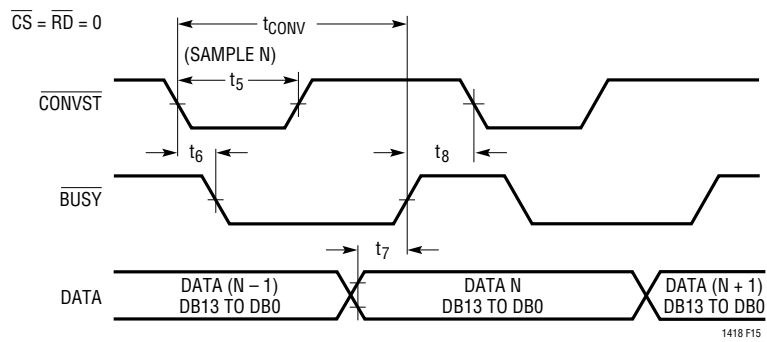 CS = RD = 0
tCONV
(SAMPLE N)
t5
CONVST
t6
t8
BUSY
t7
DATA
DATA (N – 1)
DB13 TO DB0
DATA N
DB13 TO DB0
DATA (N + 1)
DB13 TO DB0
1418 F15